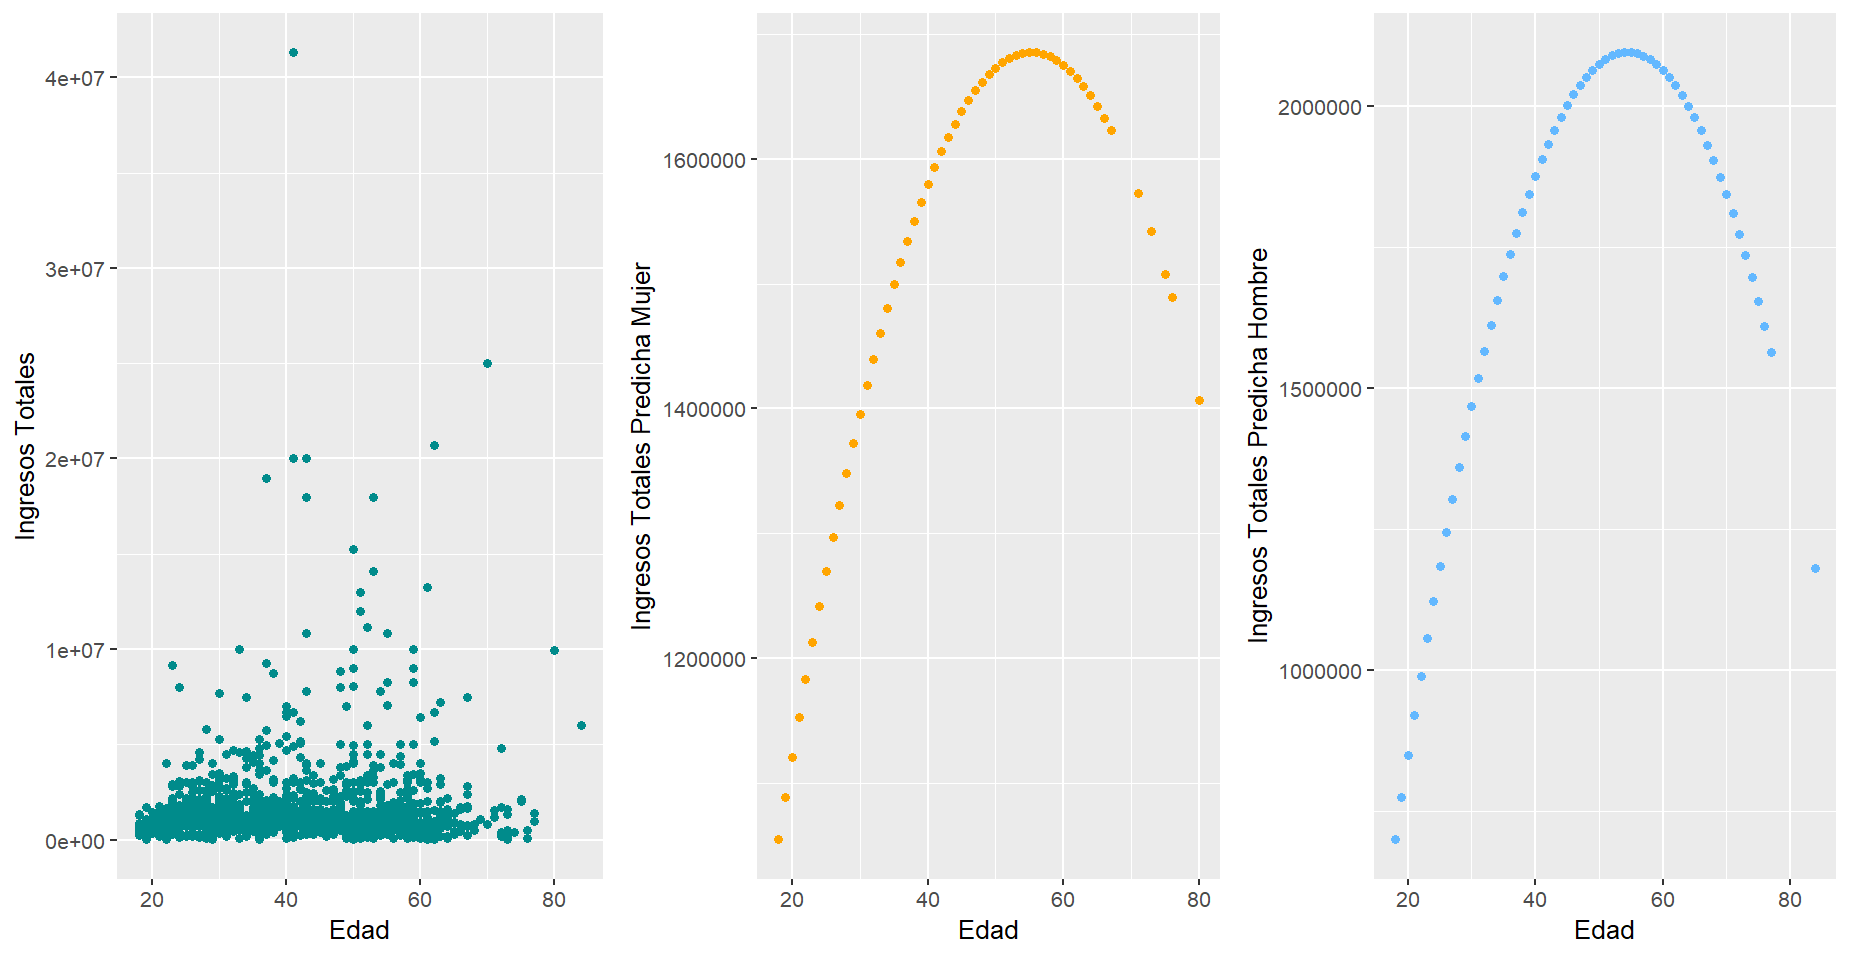 Ingresos Totales
4e+07
3e+07
2e+07
1e+07
0e+00
20 40 60 80
Edad
Ingresos Totales Predicha Mujer
1600000
1400000
1200000
20 40 60 80
Edad
Ingresos Totales Predicha Hombre
2000000
1500000
1000000
20 40 60 80
Edad